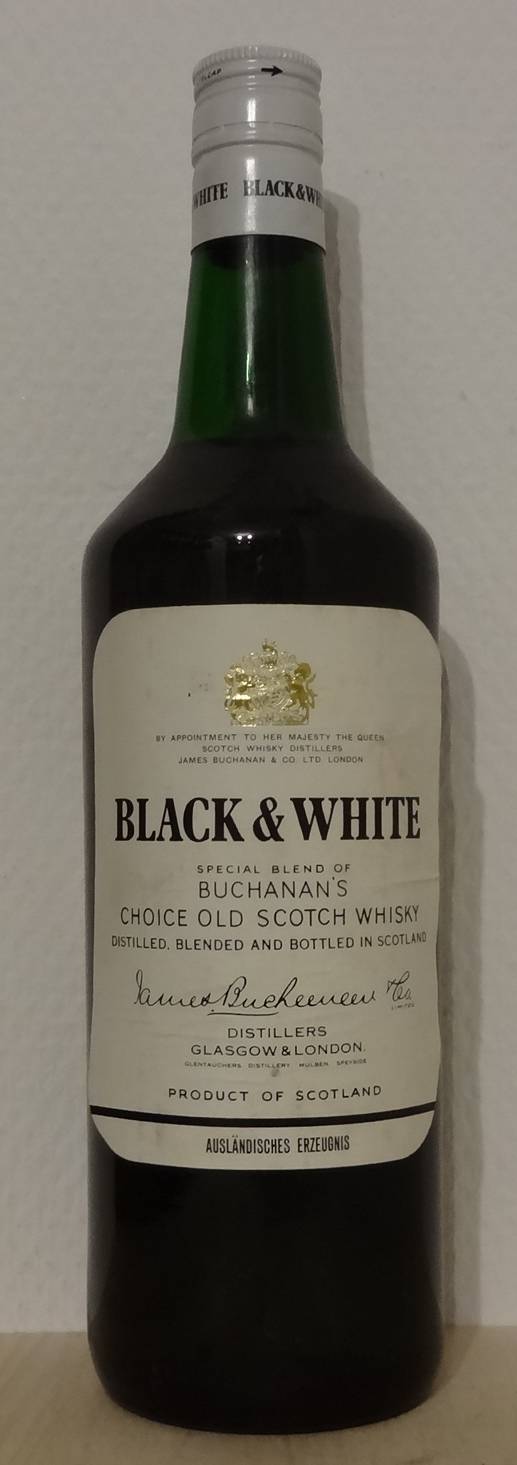 WHITE BLACK&WH
BY APPOINTMENT TO HER MAJESTY THE QUEEN
SCOTCH WHISKY DISTILLERS
JAMES BUCHANAN & CO. LTD. LONDON
BLACK & WHITE
SPECIAL BLEND OF
BUCHANAN'S
CHOICE OLD SCOTCH WHISKY
DISTILLED, BLENDED AND BOTTLED IN SCOTLAND
James Buchanan & Co.
LIMITED
DISTILLERS
GLASGOW & LONDON.
GLENTAUCHERS DISTILLERY MULBEN SPEYSIDE
PRODUCT OF SCOTLAND
AUSLÄNDISCHES ERZEUGNIS